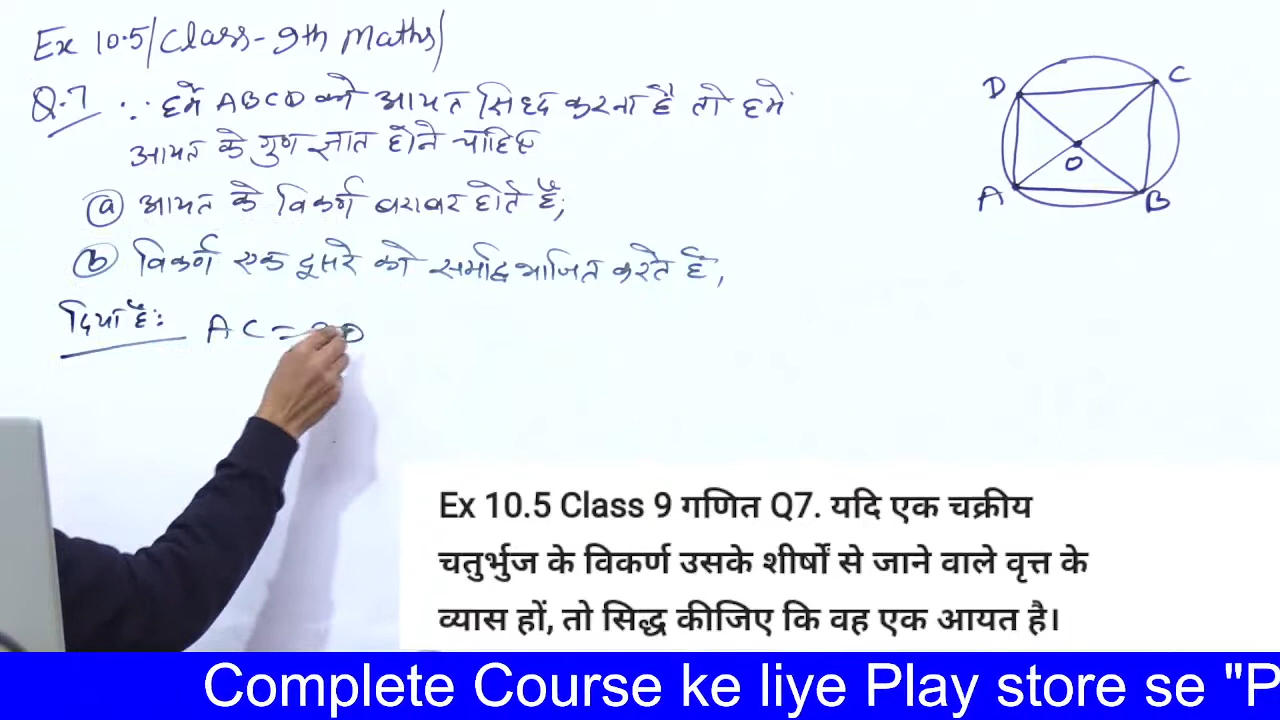 Ex 10.5/(Class-9th Maths)
Q.7 ∵ हमें ABCD को आयत सिध्द करना है तो हमें
आयत के गुण ज्ञात होने चाहिए
(a) आयत के विकर्ण बराबर होते हैं;
(b) विकर्ण एक दूसरे को समद्विभाजित करते हैं,
दिया है: AC =
D
C
O
A
B
Ex 10.5 Class 9 गणित Q7. यदि एक चक्रीय
चतुर्भुज के विकर्ण उसके शीर्षों से जाने वाले वृत्त के
व्यास हों, तो सिद्ध कीजिए कि वह एक आयत है।
Complete Course ke liye Play store se "P